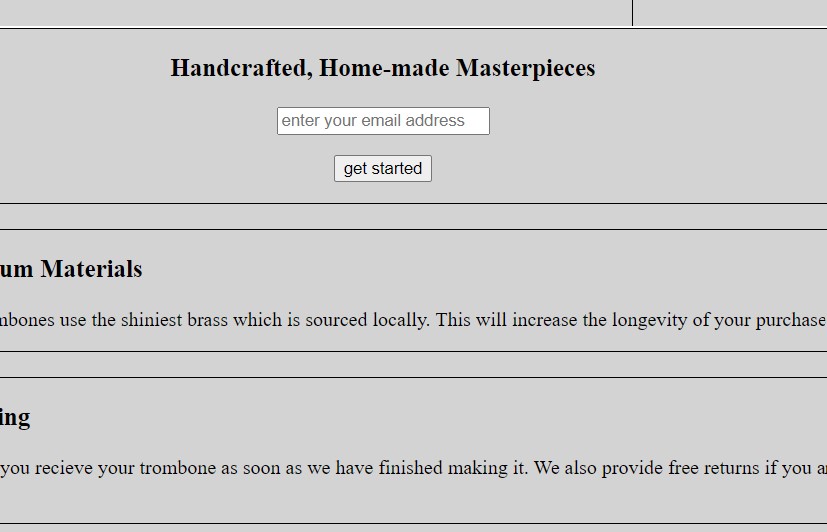 Handcrafted, Home-made Masterpieces
enter your email address
get started
um Materials
mbones use the shiniest brass which is sourced locally. This will increase the longevity of your purchase
ing
you recieve your trombone as soon as we have finished making it. We also provide free returns if you a